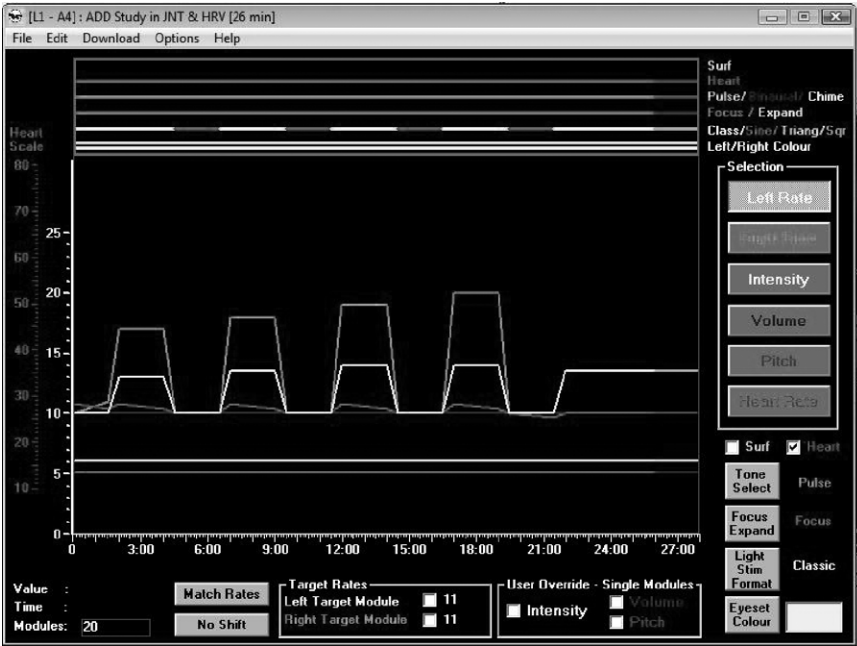 [L1 - A4] : ADD Study in JNT & HRV [26 min]
File Edit Download Options Help
Surf
Heart
Pulse/ Binaural/ Chime
Focus / Expand
Class/Sine/Triang/Sqr
Left/Right Colour
Heart
Scale
80
70
60
50
40
30
20
10
25
20
15
10
5
0
0 3:00 6:00 9:00 12:00 15:00 18:00 21:00 24:00 27:00
Selection
Left Rate
Intensity
Volume
Pitch
Heart Rate
Surf Heart
Tone
Select
Pulse
Focus
Expand
Focus
Light
Stim
Format
Classic
Eyeset
Colour
Value :
Time :
Modules: 20
Match Rates
No Shift
Target Rates
Left Target Module 11
Right Target Module 11
User Override - Single Modules
Intensity
Volume
Pitch